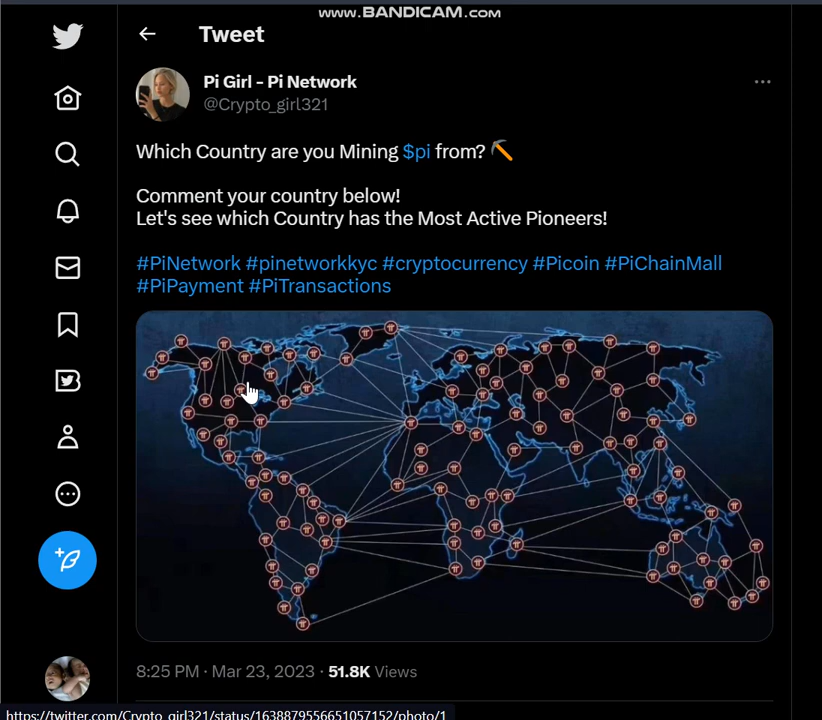 www.BANDICAM.com
Tweet
Pi Girl - Pi Network
@Crypto_girl321
Which Country are you Mining $pi from?
Comment your country below!
Let's see which Country has the Most Active Pioneers!
#PiNetwork #pinetworkkyc #cryptocurrency #Picoin #PiChainMall
#PiPayment #PiTransactions
8:25 PM · Mar 23, 2023 · 51.8K Views
https://twitter.com/Crypto_girl321/status/1638879556651057152/photo/1